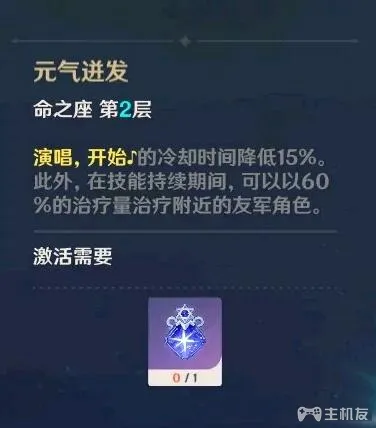 元气迸发
命之座 第2层
演唱，开始♪的冷却时间降低15%。
此外，在技能持续期间，可以以60
%的治疗量治疗附近的友军角色。
激活需要
0 / 1
主机友